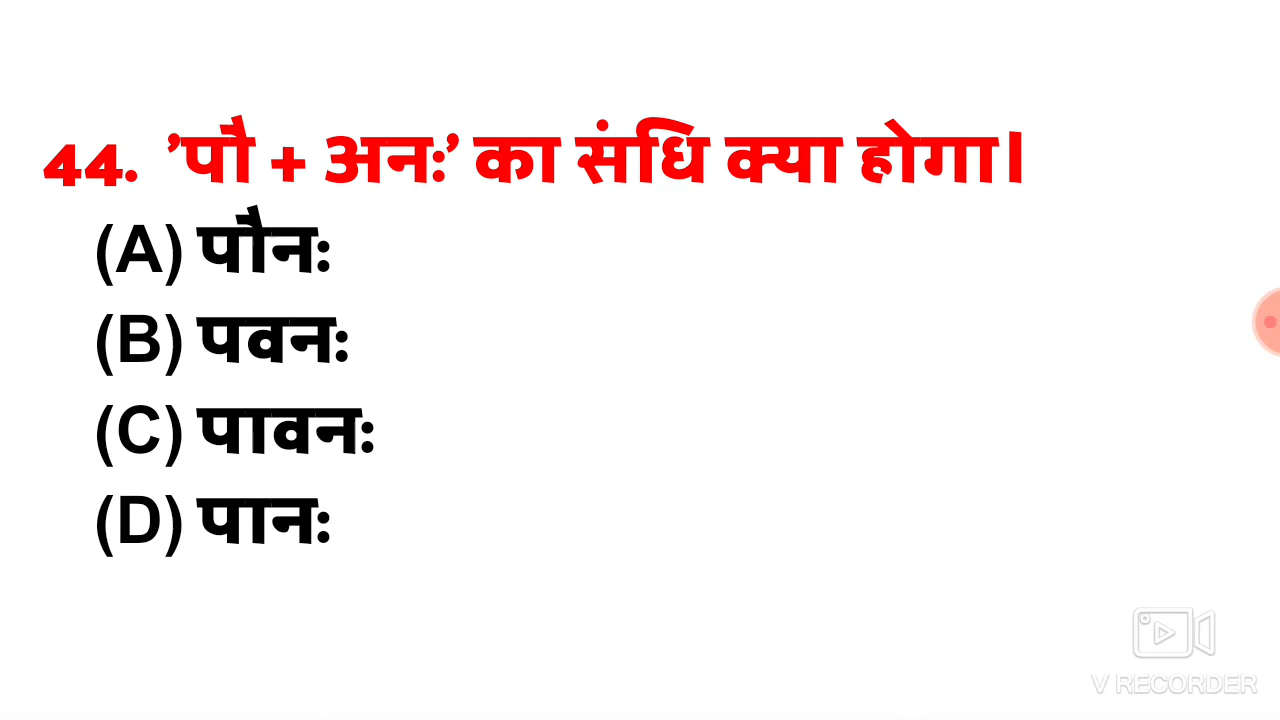 44. ’पौ + अनः’ का संधि क्या होगा।
(A) पौनः
(B) पवनः
(C) पावनः
(D) पानः
V RECORDER